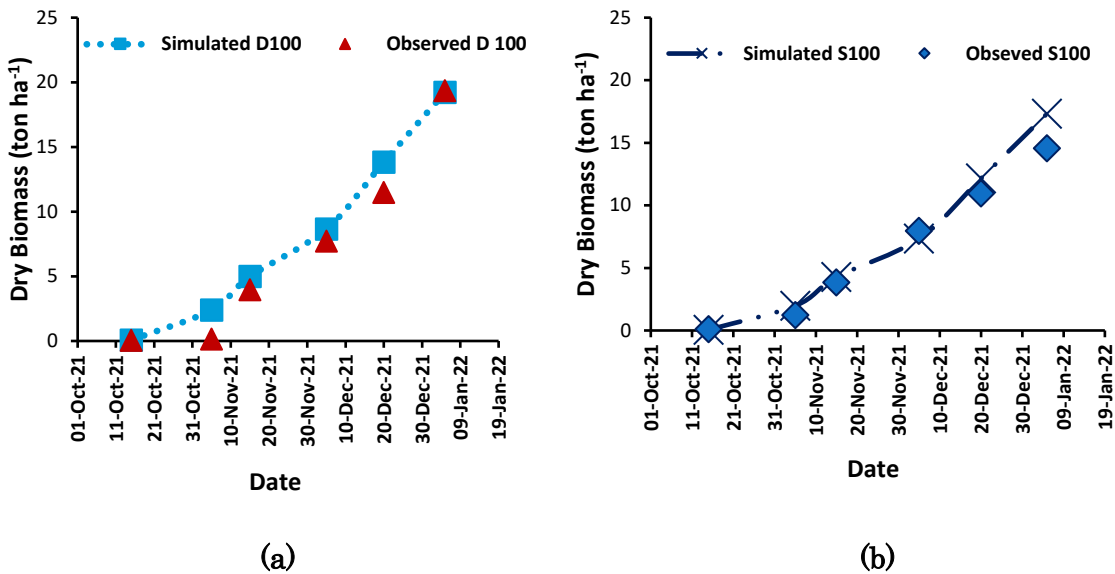 25
20
15
10
5
0
Dry Biomass (ton ha⁻¹)
Simulated D100
Observed D 100
01-Oct-21
11-Oct-21
21-Oct-21
31-Oct-21
10-Nov-21
20-Nov-21
30-Nov-21
10-Dec-21
20-Dec-21
30-Dec-21
09-Jan-22
19-Jan-22
Date
(a)
25
20
15
10
5
0
Dry Biomass (ton ha⁻¹)
Simulated S100
Obseved S100
01-Oct-21
11-Oct-21
21-Oct-21
31-Oct-21
10-Nov-21
20-Nov-21
30-Nov-21
10-Dec-21
20-Dec-21
30-Dec-21
09-Jan-22
19-Jan-22
Date
(b)